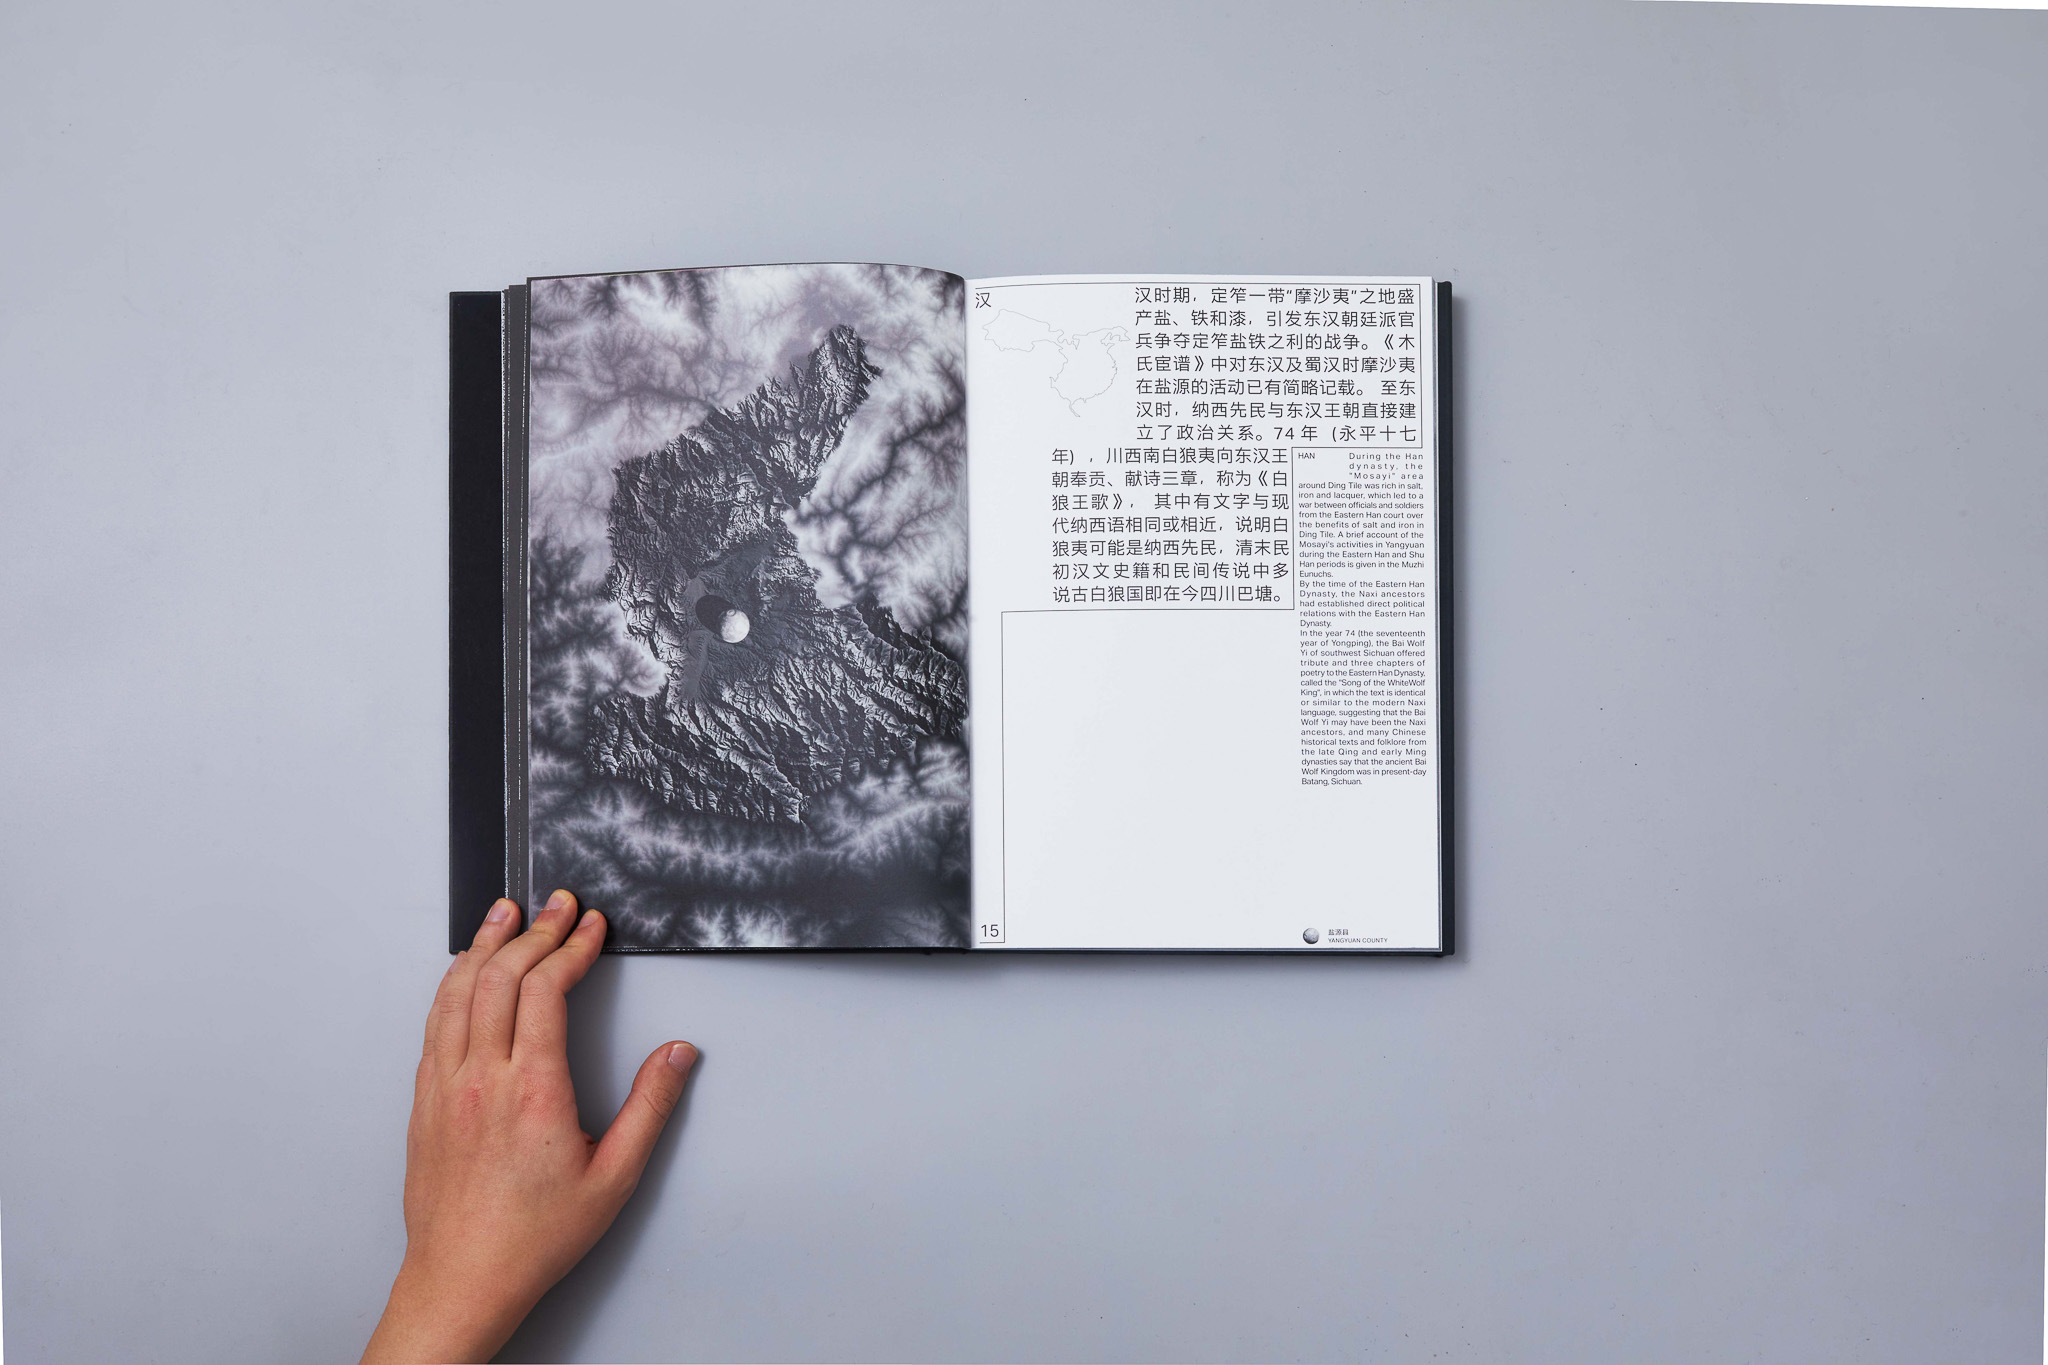 汉
汉时期，定笮一带“摩沙夷”之地盛
产盐、铁和漆，引发东汉朝廷派官
兵争夺定笮盐铁之利的战争。《木
氏宦谱》中对东汉及蜀汉时摩沙夷
在盐源的活动已有简略记载。 至东
汉时，纳西先民与东汉王朝直接建
立了政治关系。74 年（永平十七
年），川西南白狼夷向东汉王
朝奉贡、献诗三章，称为《白
狼王歌》， 其中有文字与现
代纳西语相同或相近，说明白
狼夷可能是纳西先民，清末民
初汉文史籍和民间传说中多
说古白狼国即在今四川巴塘。
HAN During the Han
dynasty, the
"Mosayi" area
around Ding Tile was rich in salt,
iron and lacquer, which led to a
war between officials and soldiers
from the Eastern Han court over
the benefits of salt and iron in
Ding Tile. A brief account of the
Mosayi's activities in Yangyuan
during the Eastern Han and Shu
Han periods is given in the Muzhi
Eunuchs.
By the time of the Eastern Han
Dynasty, the Naxi ancestors
had established direct political
relations with the Eastern Han
Dynasty.
In the year 74 (the seventeenth
year of Yongping), the Bai Wolf
Yi of southwest Sichuan offered
tribute and three chapters of
poetry to the Eastern Han Dynasty,
called the "Song of the WhiteWolf
King", in which the text is identical
or similar to the modern Naxi
language, suggesting that the Bai
Wolf Yi may have been the Naxi
ancestors, and many Chinese
historical texts and folklore from
the late Qing and early Ming
dynasties say that the ancient Bai
Wolf Kingdom was in present-day
Batang, Sichuan.
15
盐源县
YANGYUAN COUNTY